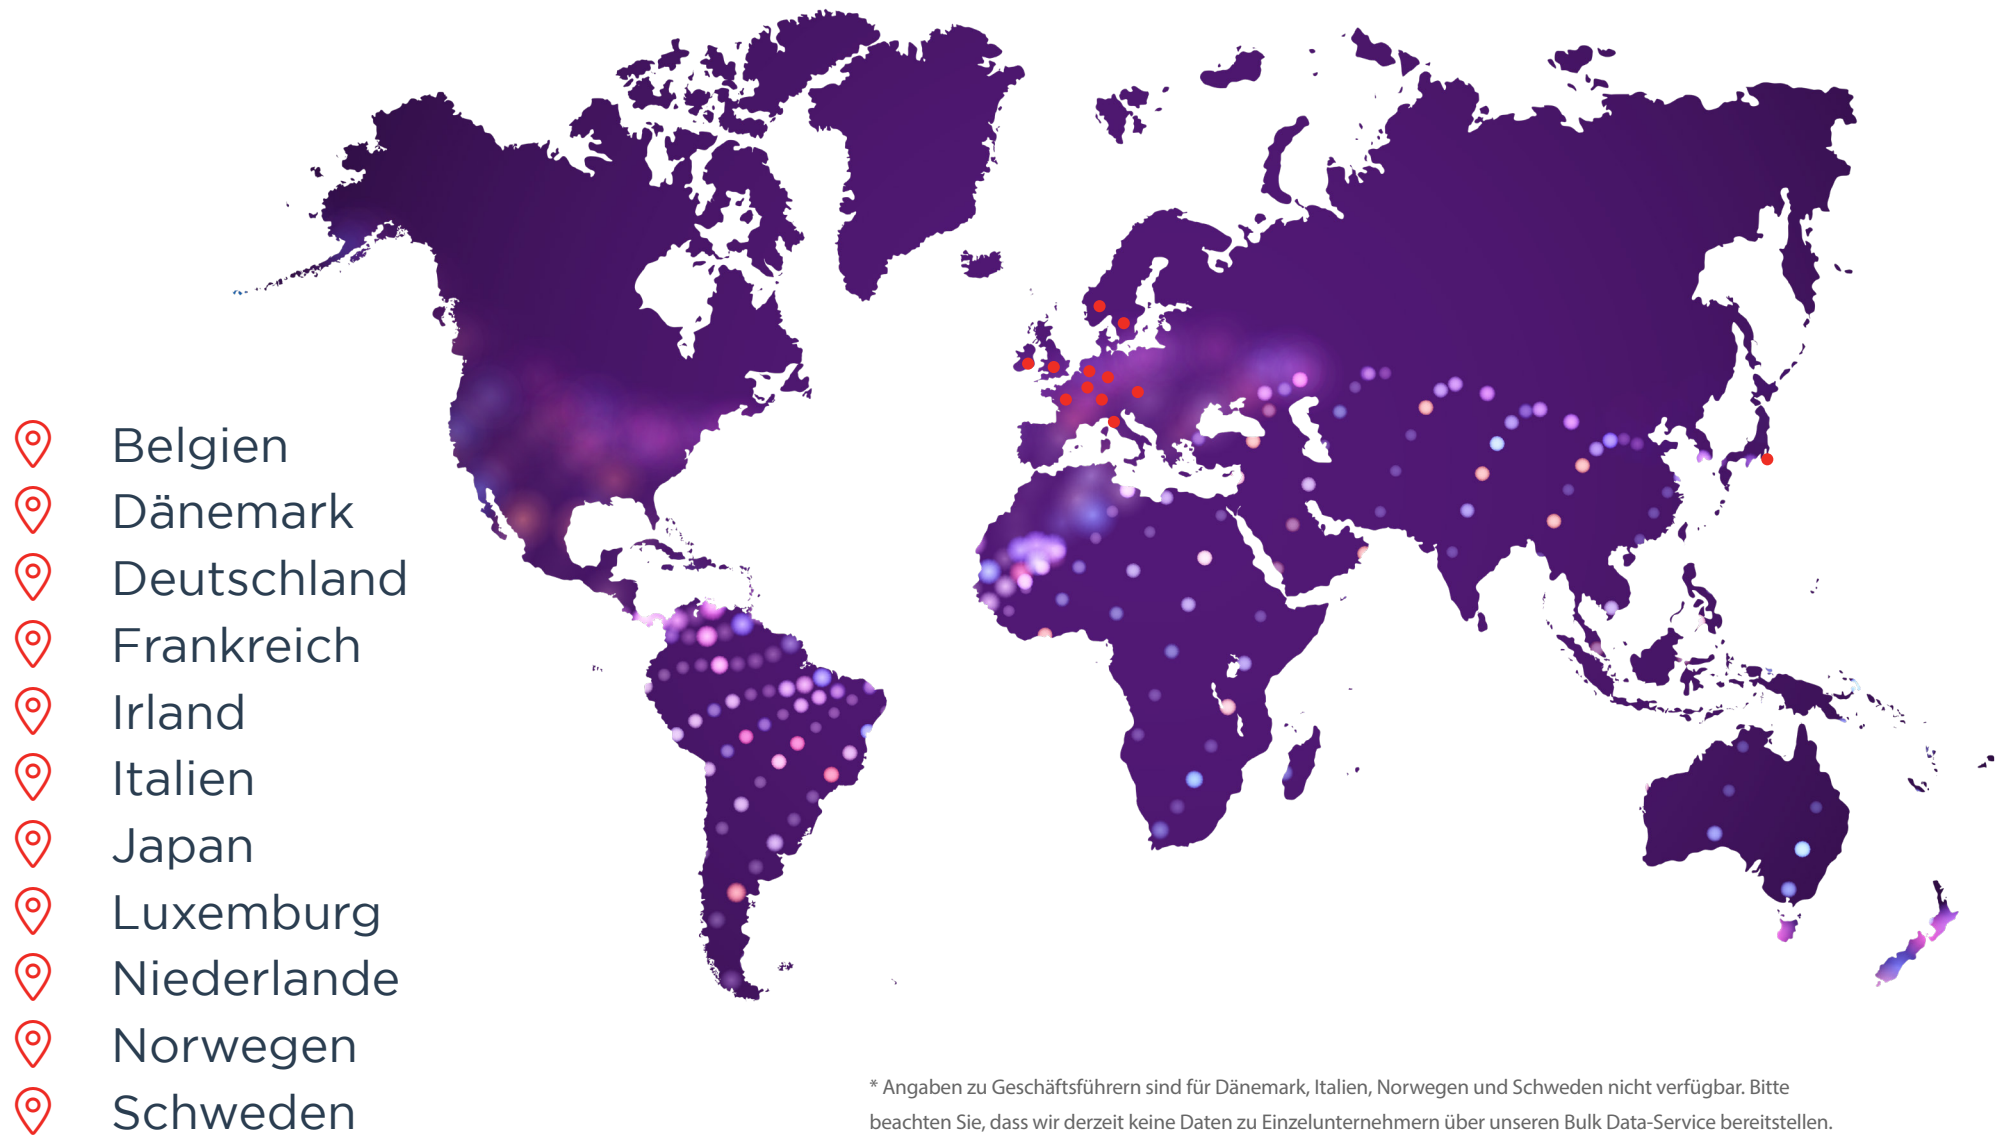 Belgien
Dänemark
Deutschland
Frankreich
Irland
Italien
Japan
Luxemburg
Niederlande
Norwegen
Schweden
* Angaben zu Geschäftsführern sind für Dänemark, Italien, Norwegen und Schweden nicht verfügbar. Bitte
beachten Sie, dass wir derzeit keine Daten zu Einzelunternehmern über unseren Bulk Data-Service bereitstellen.